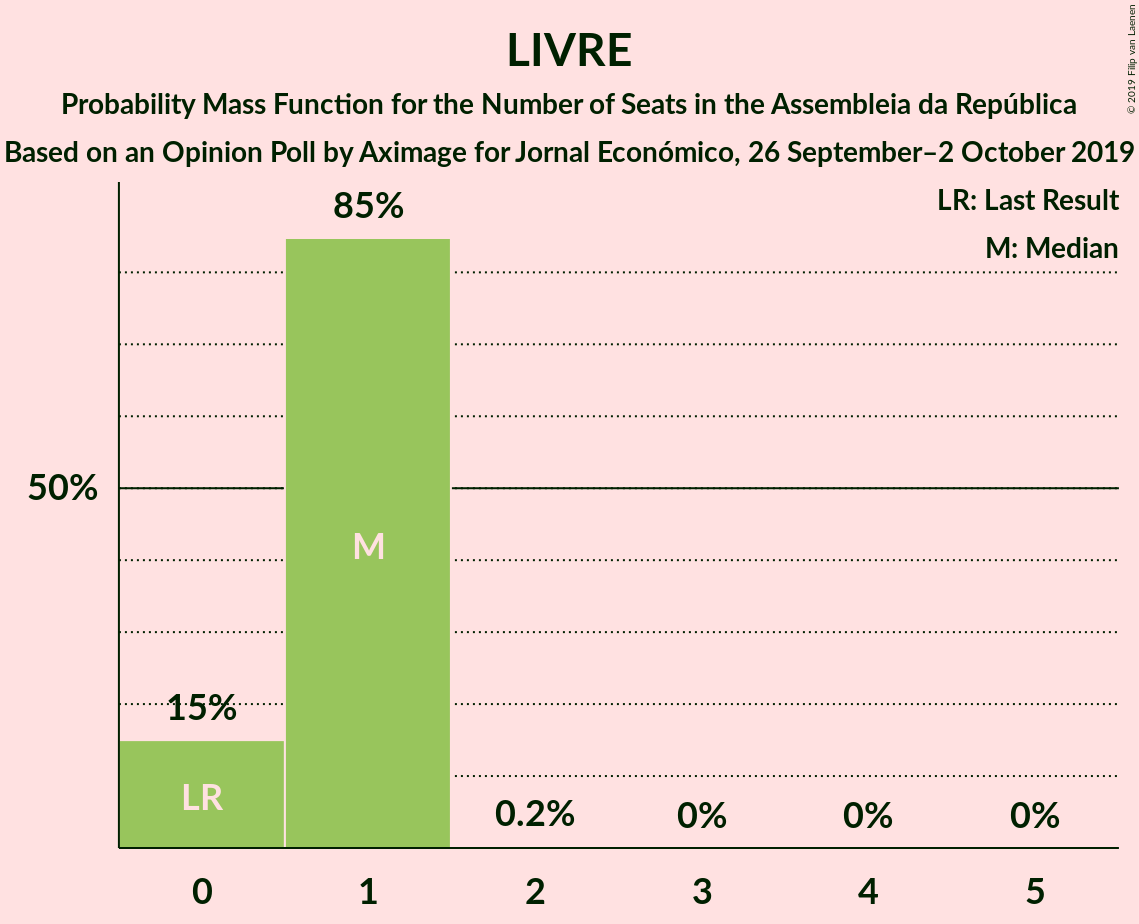 LIVRE
Probability Mass Function for the Number of Seats in the Assembleia da República
Based on an Opinion Poll by Aximage for Jornal Económico, 26 September–2 October 2019
© 2019 Filip van Laenen
LR: Last Result
M: Median
85%
50%
M
15%
LR
0.2%
0%
0%
0%
0
1
2
3
4
5